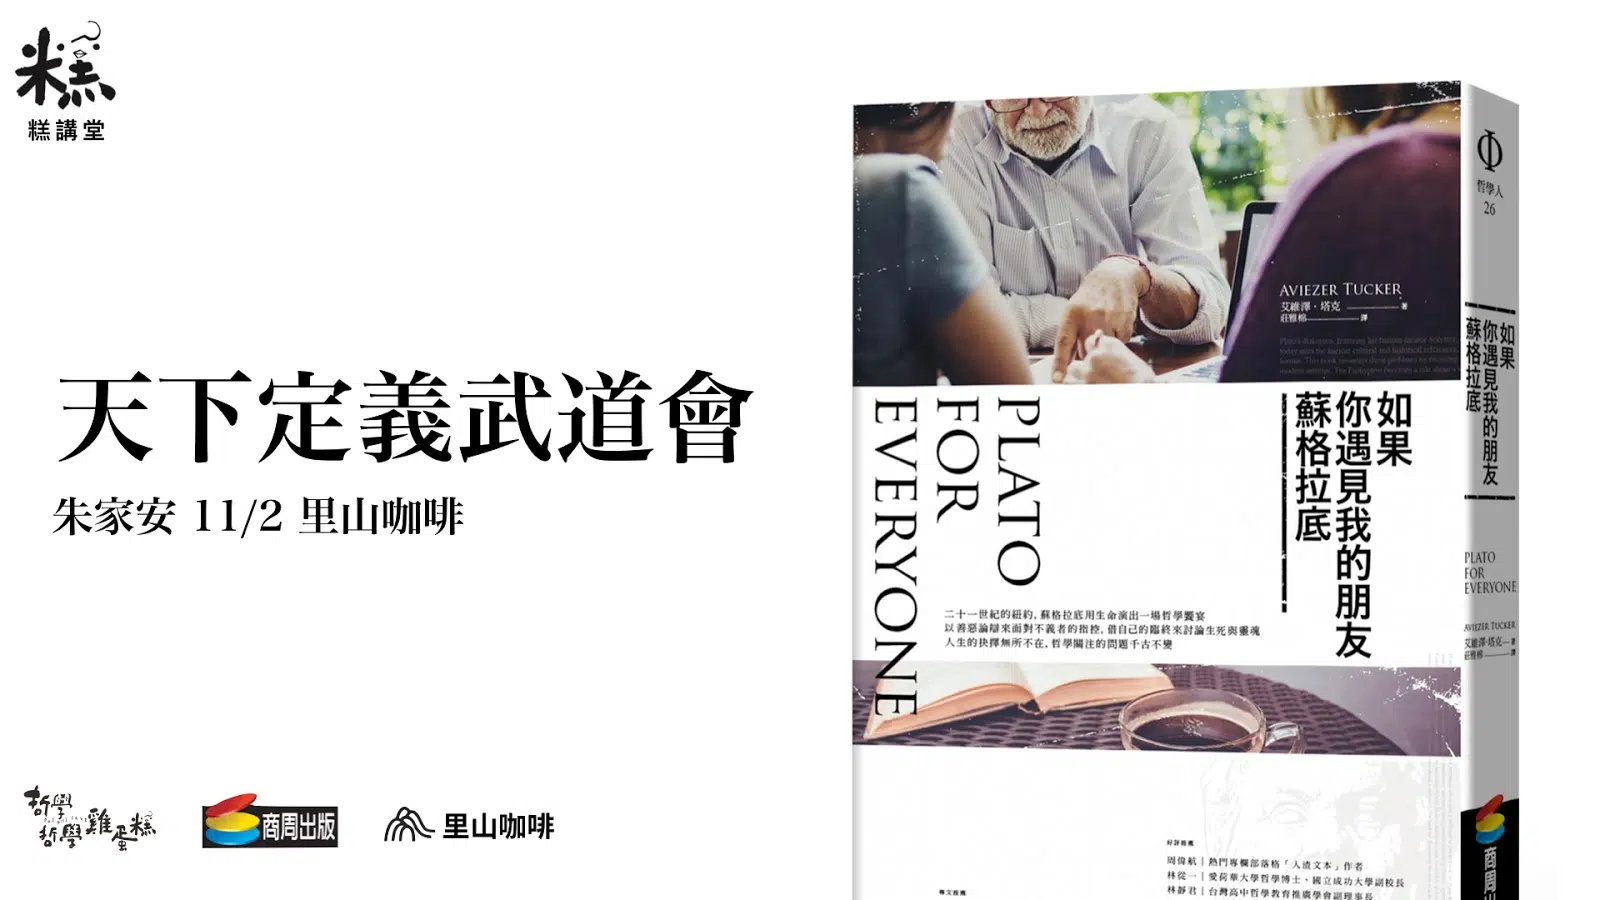 糕
糕講堂
天下定義武道會
朱家安 11/2 里山咖啡
哲學哲學雞蛋糕
商周出版
里山咖啡
AVIEZER TUCKER
艾維澤・塔克 著
莊雅棉 譯
如果
你遇見我的朋友
蘇格拉底
PLATO
FOR
EVERYONE
二十一世紀的紐約，蘇格拉底用生命演出一場哲學饗宴
以善惡論辯來面對不義者的指控，借自己的臨終來討論生死與靈魂
人生的抉擇無所不在，哲學關注的問題千古不變
好評推薦
周偉航｜熱門專欄部落格「人渣文本」作者
林從一｜愛荷華大學哲學博士、國立成功大學副校長
林靜君｜台灣高中哲學教育推廣學會副理事長
專文推薦
Φ
哲學人
26
如果
你遇見我的朋友
蘇格拉底
PLATO
FOR
EVERYONE
AVIEZER TUCKER
艾維澤・塔克 著
莊雅棉 譯
商周出